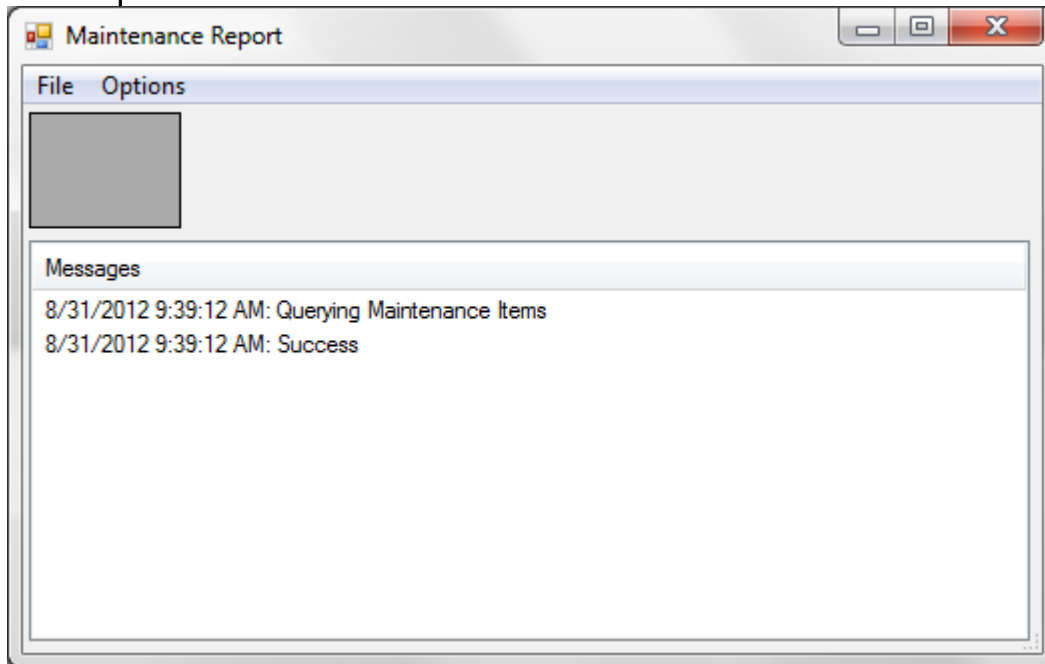 Maintenance Report
File Options
Messages
8/31/2012 9:39:12 AM: Querying Maintenance Items
8/31/2012 9:39:12 AM: Success